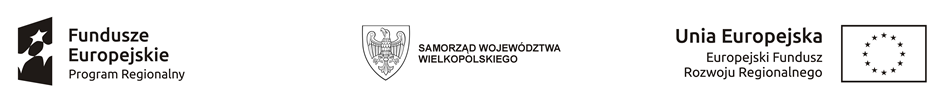 Fundusze
Europejskie
Program Regionalny
SAMORZĄD WOJEWÓDZTWA
WIELKOPOLSKIEGO
Unia Europejska
Europejski Fundusz
Rozwoju Regionalnego